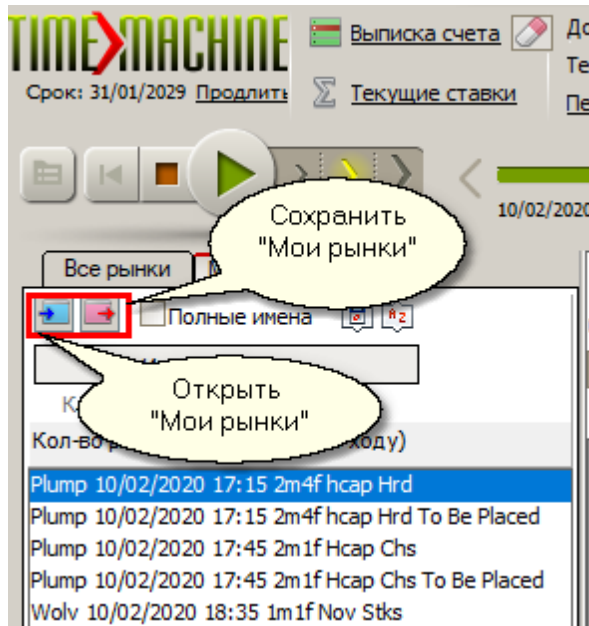 TIME MACHINE
Выписка счета
Срок: 31/01/2029 Продлить
Текущие ставки
10/02/2020
Сохранить
"Мои рынки"
Все рынки
Полные имена
Открыть
"Мои рынки"
Кол-во
ходу)
Plump 10/02/2020 17:15 2m4f hcap Hrd
Plump 10/02/2020 17:15 2m4f hcap Hrd To Be Placed
Plump 10/02/2020 17:45 2m1f Hcap Chs
Plump 10/02/2020 17:45 2m1f Hcap Chs To Be Placed
Wolv 10/02/2020 18:35 1m1f Nov Stks